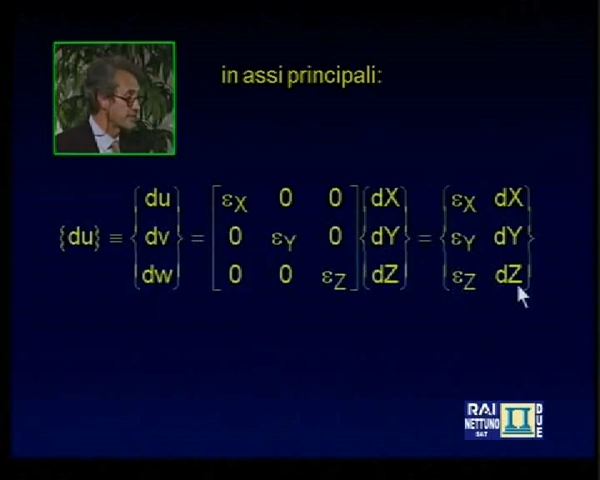 in assi principali:
{du} ≡ {du dv dw} = [εX 0 0 0 εY 0 0 0 εZ] {dX dY dZ} = {εX dX εY dY εZ dZ}
RAI
NETTUNO
SAT
DUE